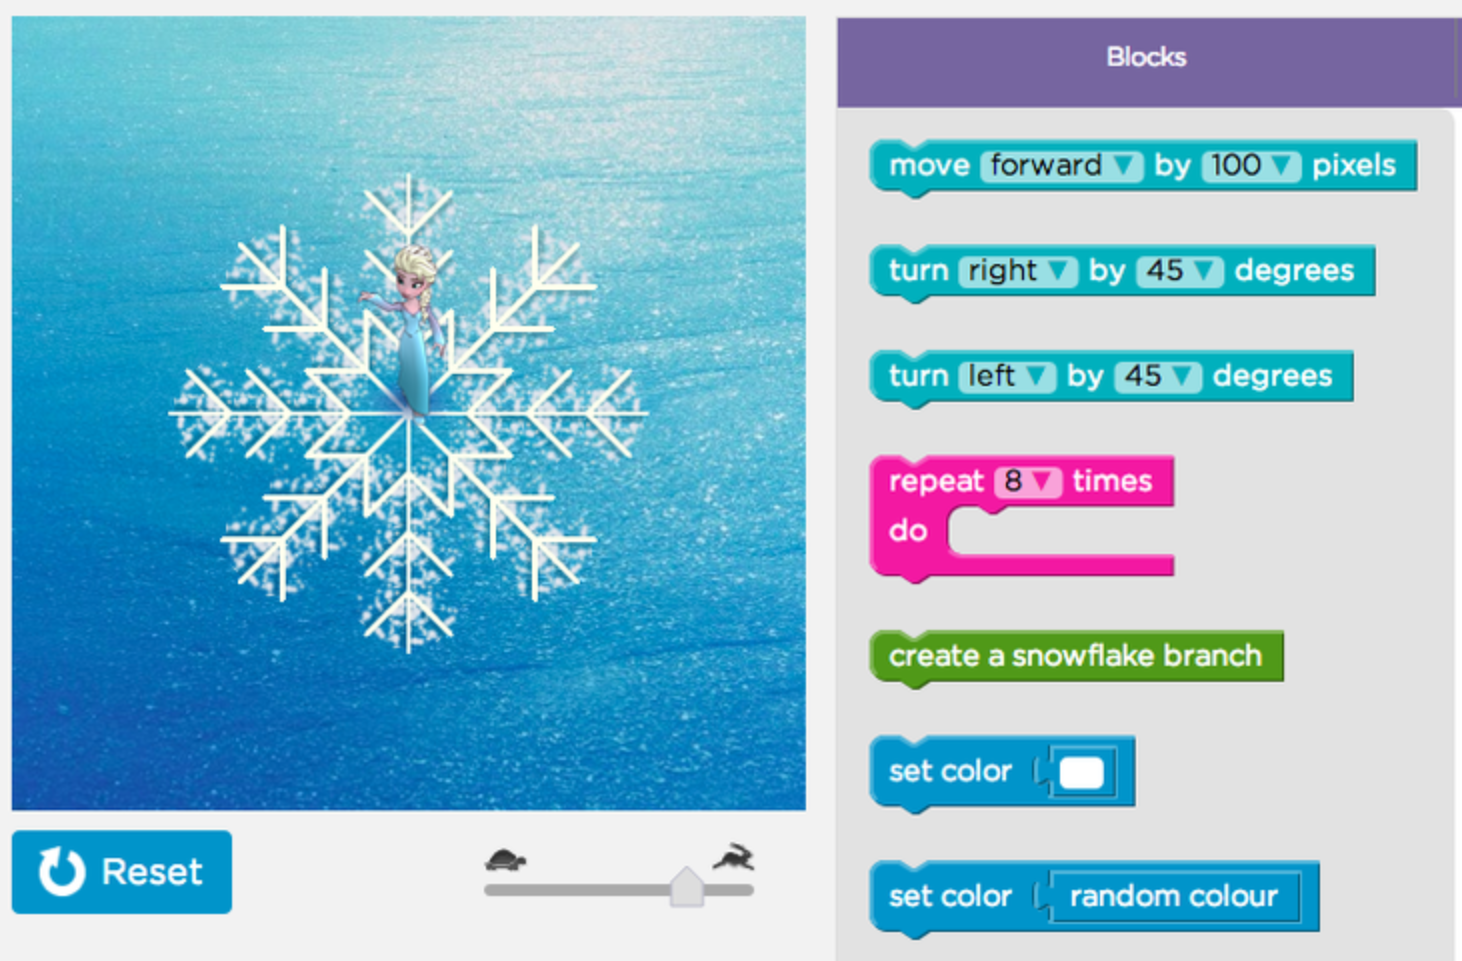 Blocks
move forward by 100 pixels
turn right by 45 degrees
turn left by 45 degrees
repeat 8 times
do
create a snowflake branch
set color
set color random colour
Reset